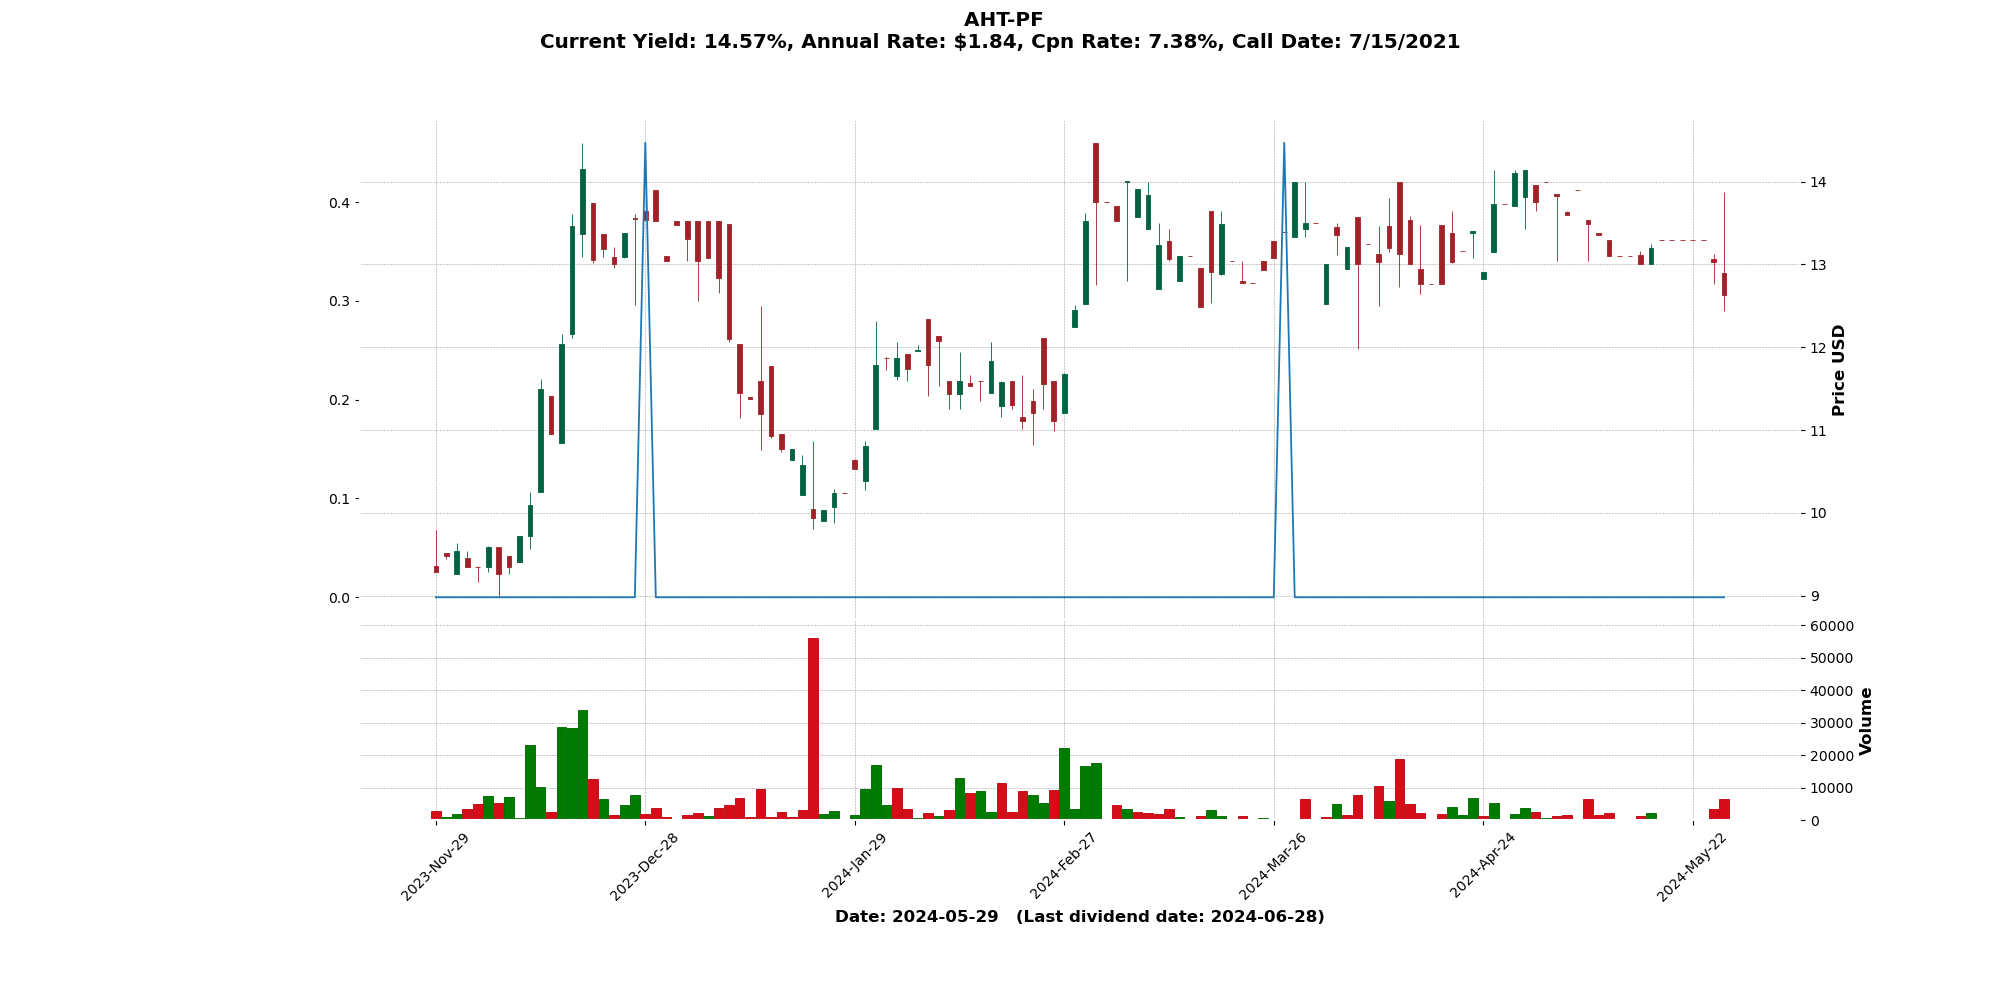 AHT-PF
Current Yield: 14.57%, Annual Rate: $1.84, Cpn Rate: 7.38%, Call Date: 7/15/2021
0.4
0.3
0.2
0.1
0.0
14
13
12
11
10
9
Price USD
60000
50000
40000
30000
20000
10000
0
Volume
2023-Nov-29
2023-Dec-28
2024-Jan-29
2024-Feb-27
2024-Mar-26
2024-Apr-24
2024-May-22
Date: 2024-05-29   (Last dividend date: 2024-06-28)